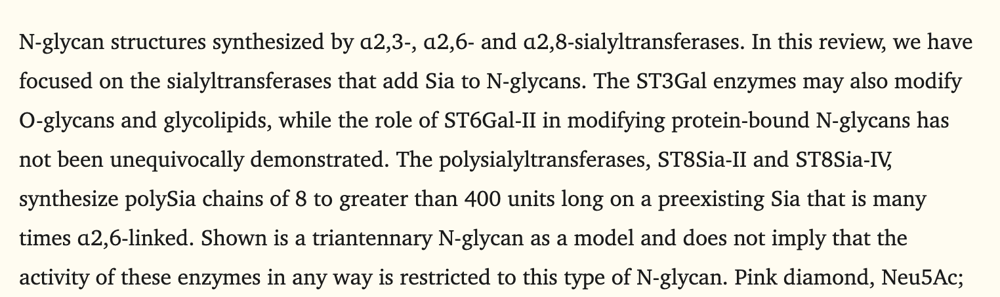 N-glycan structures synthesized by ɑ2,3-, ɑ2,6- and ɑ2,8-sialyltransferases. In this review, we have
focused on the sialyltransferases that add Sia to N-glycans. The ST3Gal enzymes may also modify
O-glycans and glycolipids, while the role of ST6Gal-II in modifying protein-bound N-glycans has
not been unequivocally demonstrated. The polysialyltransferases, ST8Sia-II and ST8Sia-IV,
synthesize polySia chains of 8 to greater than 400 units long on a preexisting Sia that is many
times ɑ2,6-linked. Shown is a triantennary N-glycan as a model and does not imply that the
activity of these enzymes in any way is restricted to this type of N-glycan. Pink diamond, Neu5Ac;